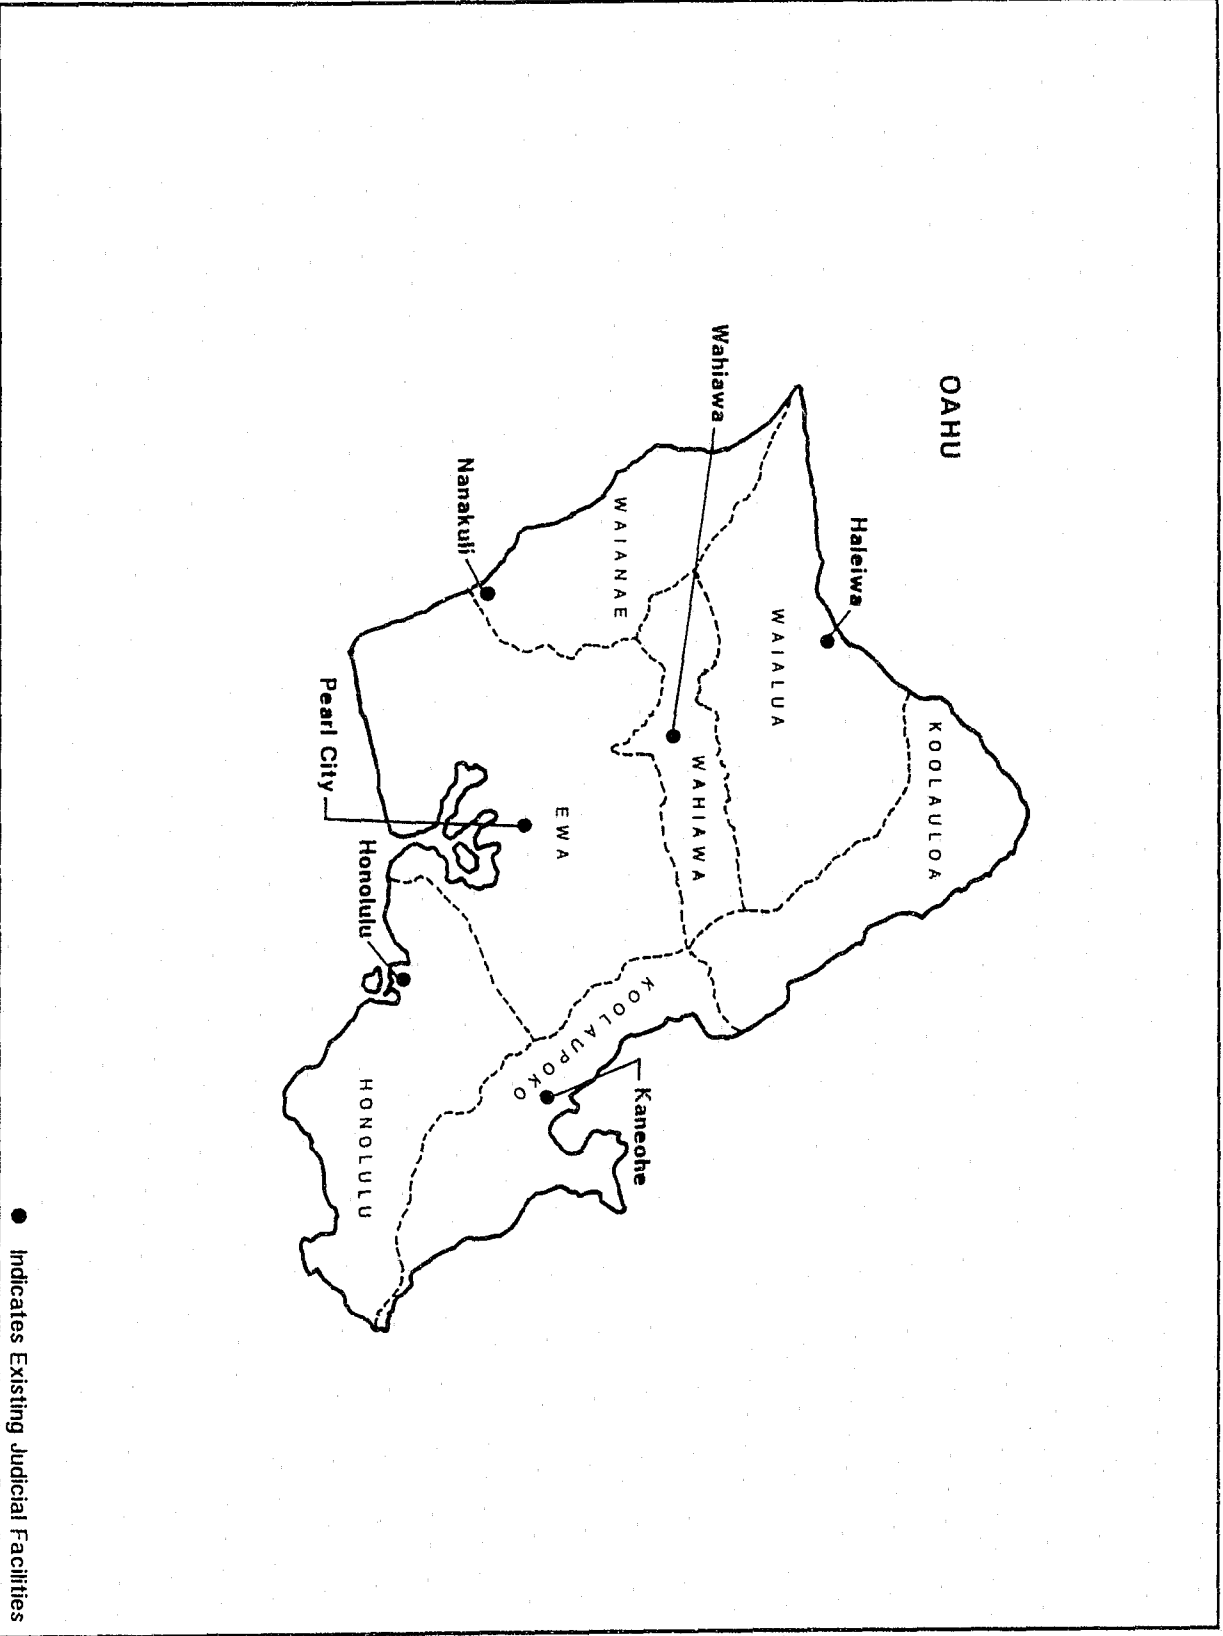 OAHU
Haleiwa
Wahiawa
KOOLAULOA
WAIALUA
WAHIAWA
WAIANAE
Nanakuli
EWA
KOOLAUPOKO
Kaneohe
Pearl City
Honolulu
HONOLULU
● Indicates Existing Judicial Facilities